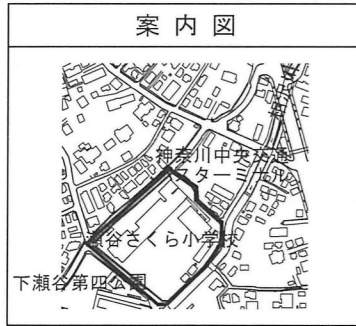 案内図
神奈川中央交通
スターミナル
瀬谷さくら小学校
下瀬谷第四公園